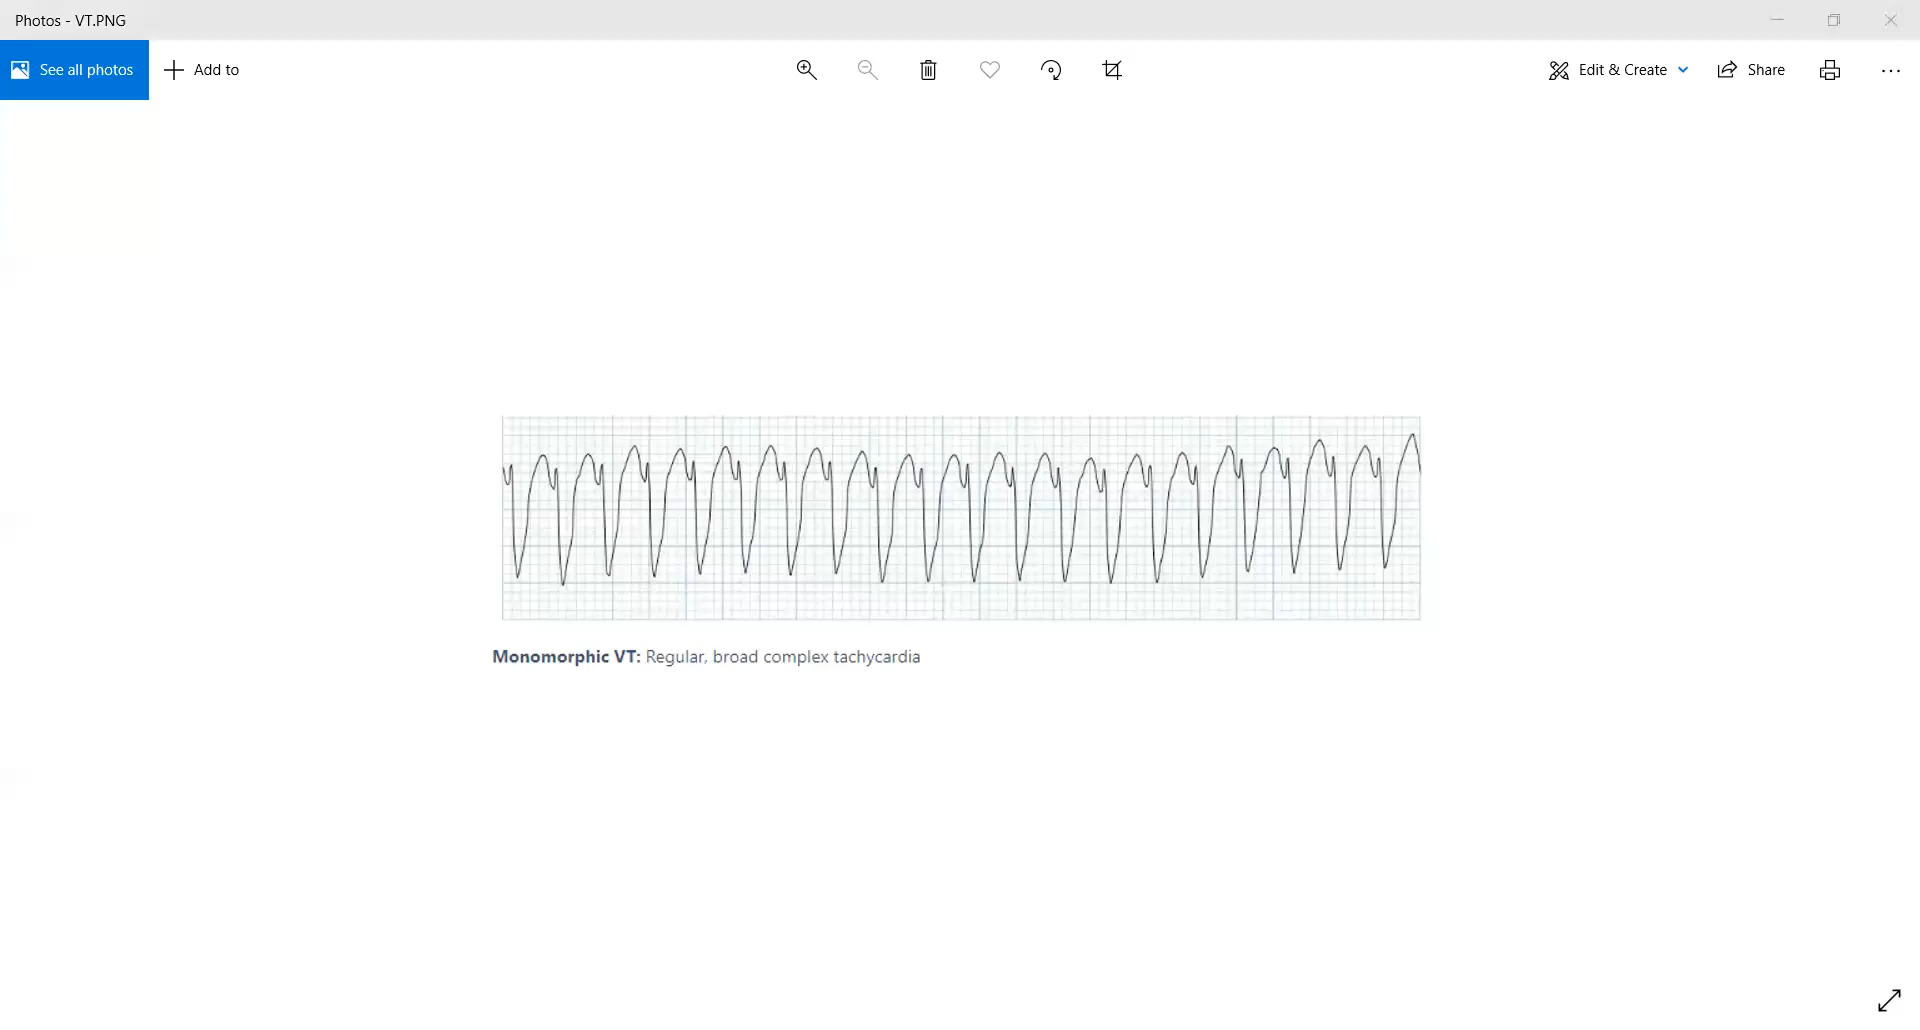 Photos - VT.PNG
See all photos
Add to
Edit & Create
Share
Monomorphic VT: Regular, broad complex tachycardia